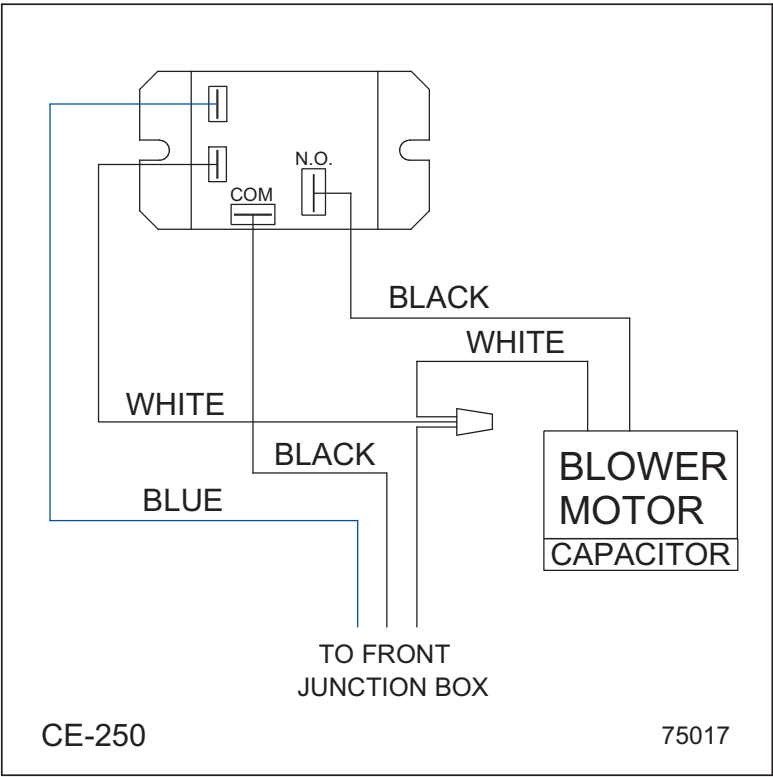 N.O.
COM
BLACK
WHITE
WHITE
BLACK
BLUE
BLOWER
MOTOR
CAPACITOR
TO FRONT
JUNCTION BOX
CE-250
75017